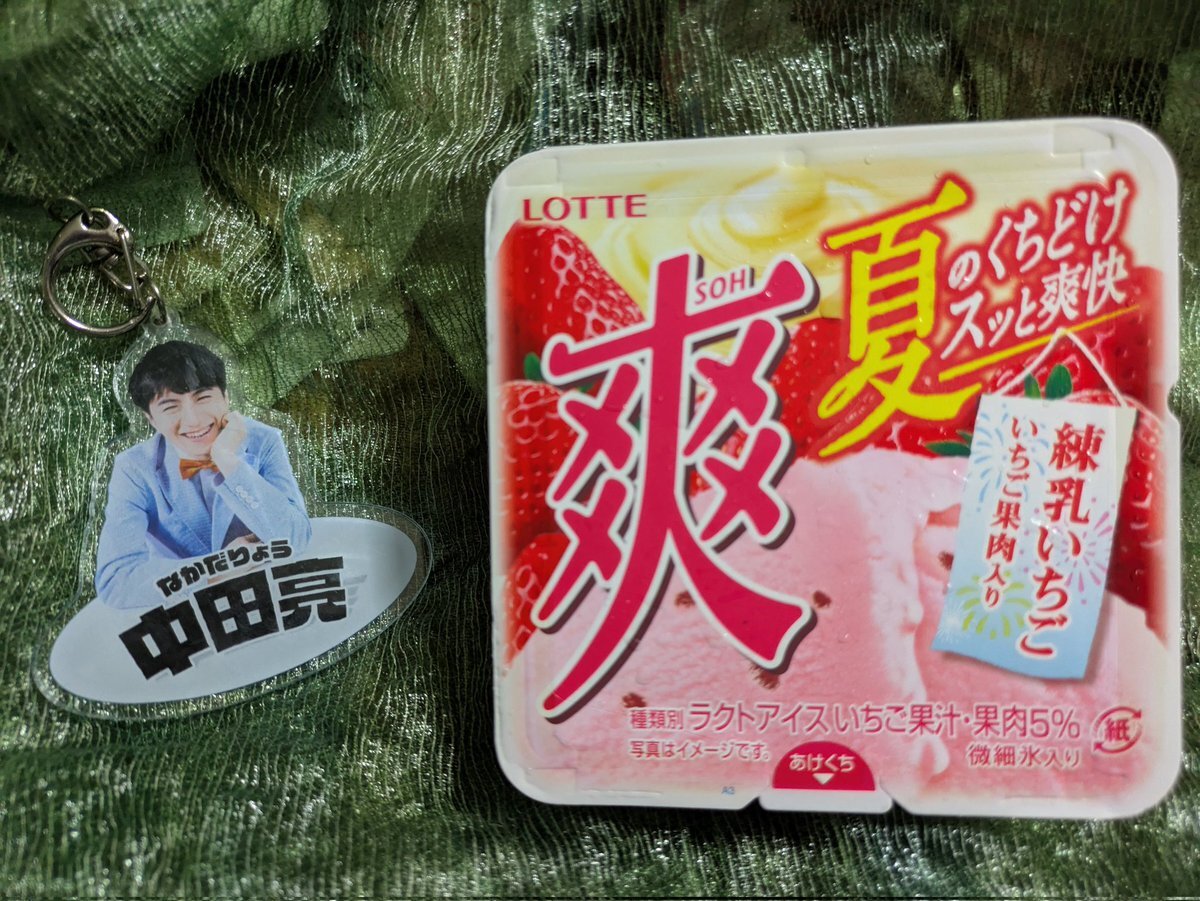 なかだりょう
中田亮
LOTTE
SOH
爽
夏のくちどけ
スッと爽快
練乳いちご
いちご果肉入り
種類別 ラクトアイス いちご果汁・果肉5%
写真はイメージです。
微細氷入り
紙
あけくち
A3